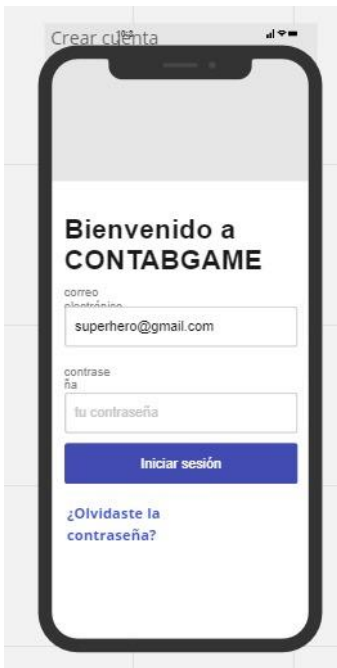 Crear cuenta
Bienvenido a
CONTABGAME
correo
electrónico
superhero@gmail.com
contrase
ña
tu contraseña
Iniciar sesión
¿Olvidaste la
contraseña?